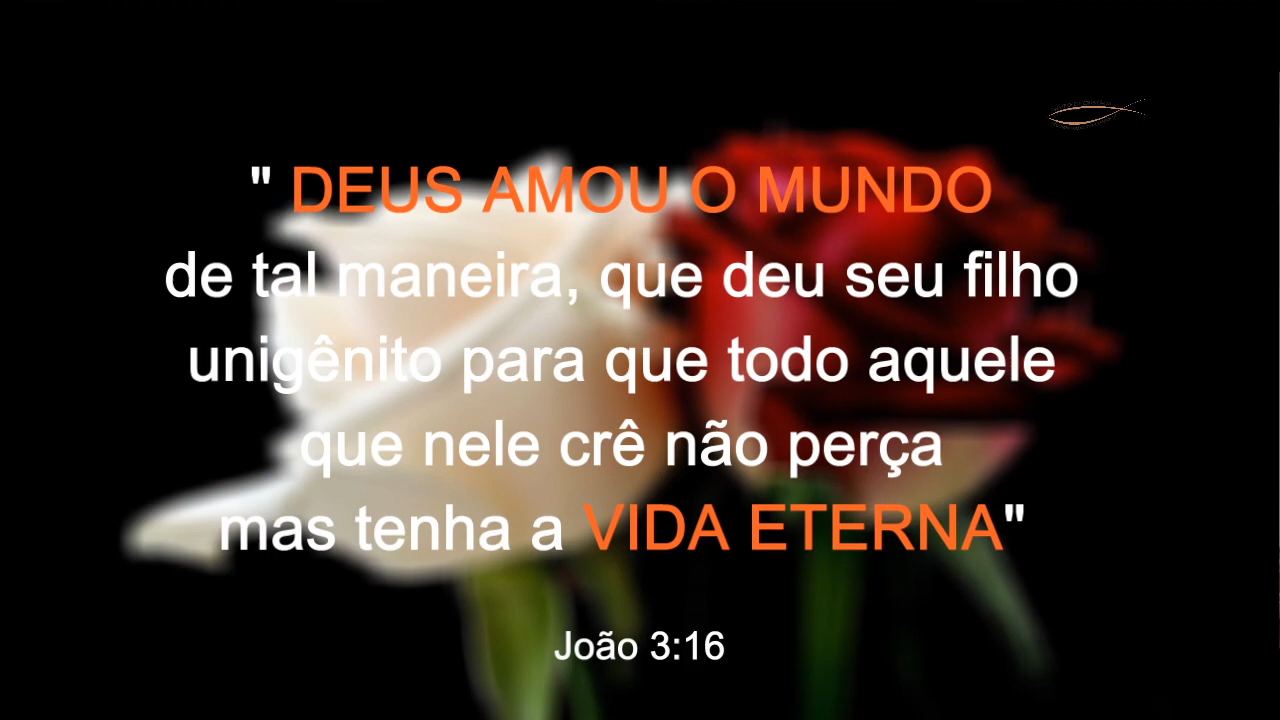 " DEUS AMOU O MUNDO
de tal maneira, que deu seu filho
unigênito para que todo aquele
que nele crê não perça
mas tenha a VIDA ETERNA"
João 3:16